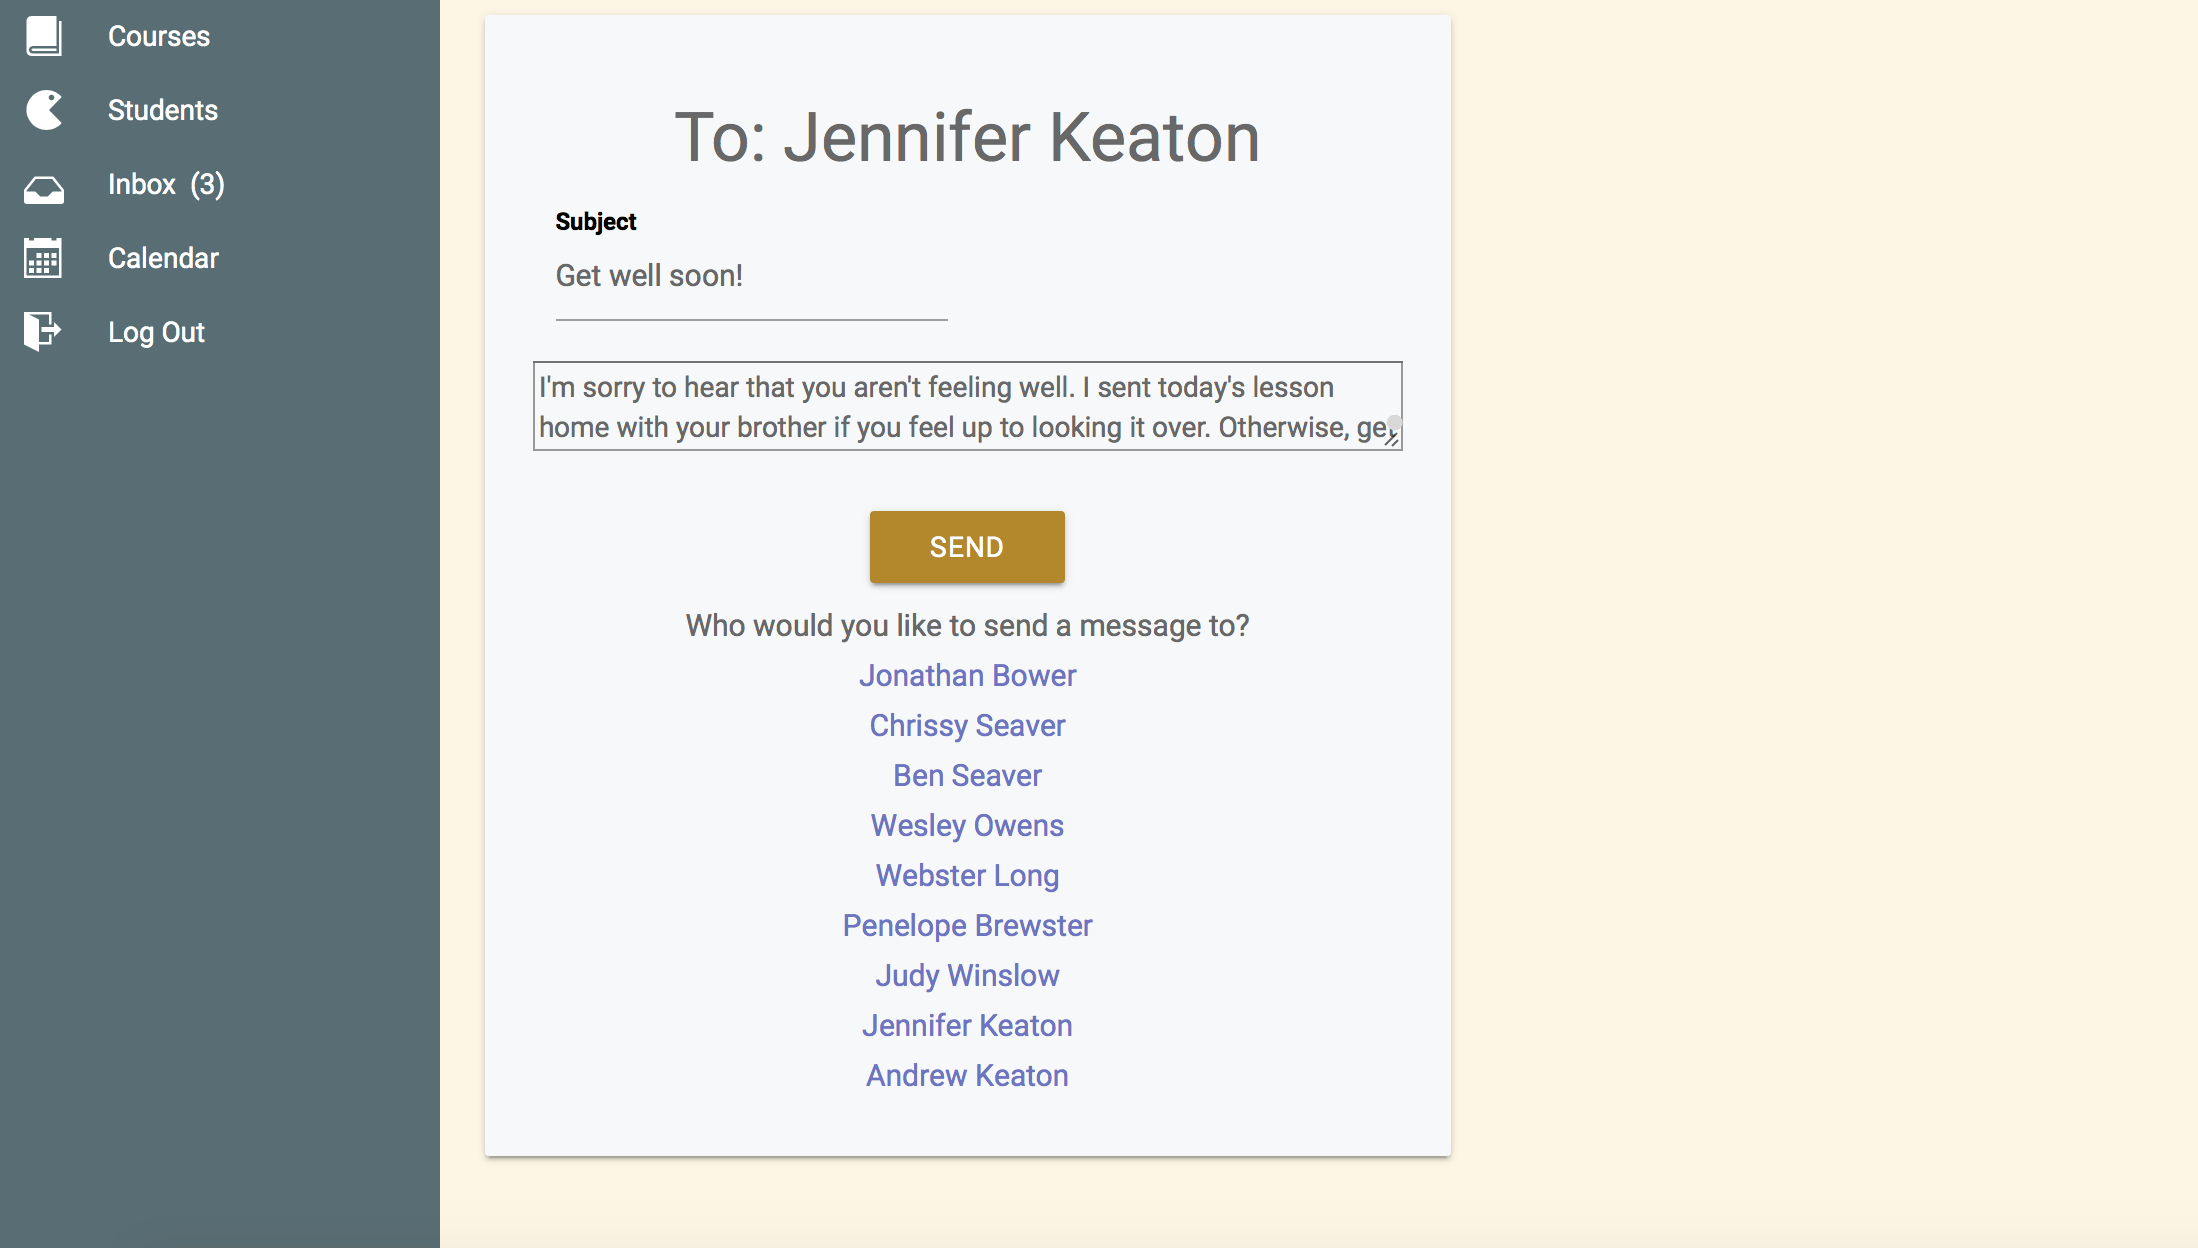 Courses
Students
Inbox (3)
Calendar
Log Out
To: Jennifer Keaton
Subject
Get well soon!
I'm sorry to hear that you aren't feeling well. I sent today's lesson
home with your brother if you feel up to looking it over. Otherwise, get
SEND
Who would you like to send a message to?
Jonathan Bower
Chrissy Seaver
Ben Seaver
Wesley Owens
Webster Long
Penelope Brewster
Judy Winslow
Jennifer Keaton
Andrew Keaton